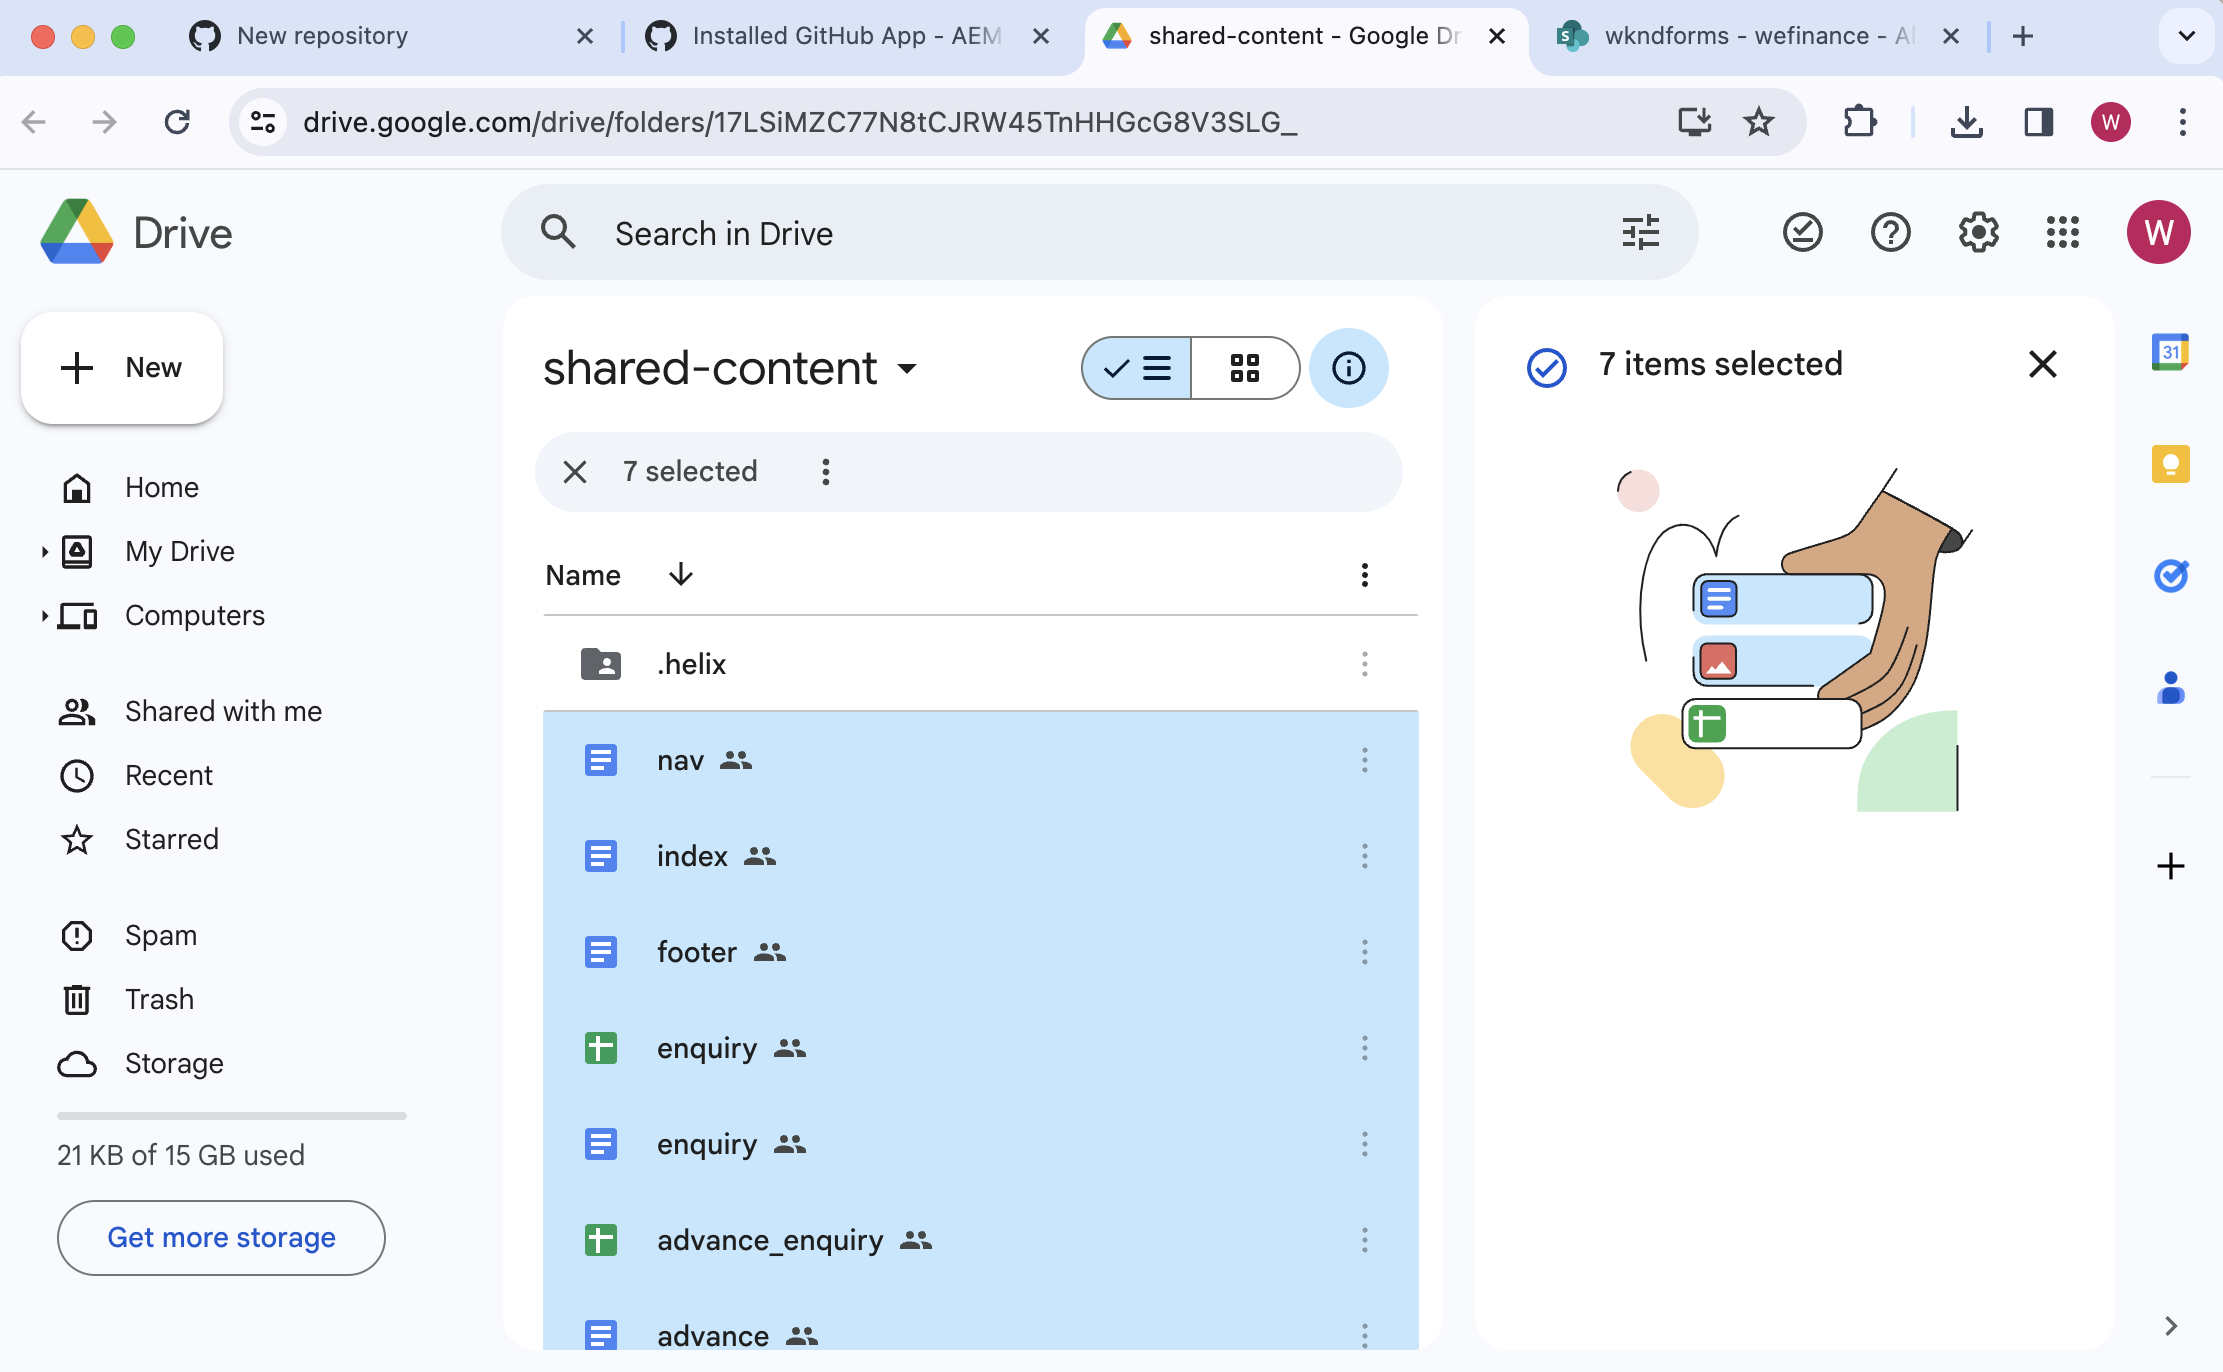 New repository
Installed GitHub App - AEM
shared-content - Google Dr
wkndforms - wefinance - Al
drive.google.com/drive/folders/17LSiMZC77N8tCJRW45TnHHGcG8V3SLG_
W
Drive
Search in Drive
W
New
shared-content
7 items selected
31
7 selected
Home
My Drive
Computers
Shared with me
Recent
Starred
Spam
Trash
Storage
21 KB of 15 GB used
Get more storage
Name
.helix
nav
index
footer
enquiry
enquiry
advance_enquiry
advance